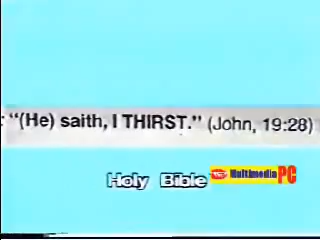 : “(He) saith, I THIRST.” (John, 19:28)
Holy Bible
Multimedia PC